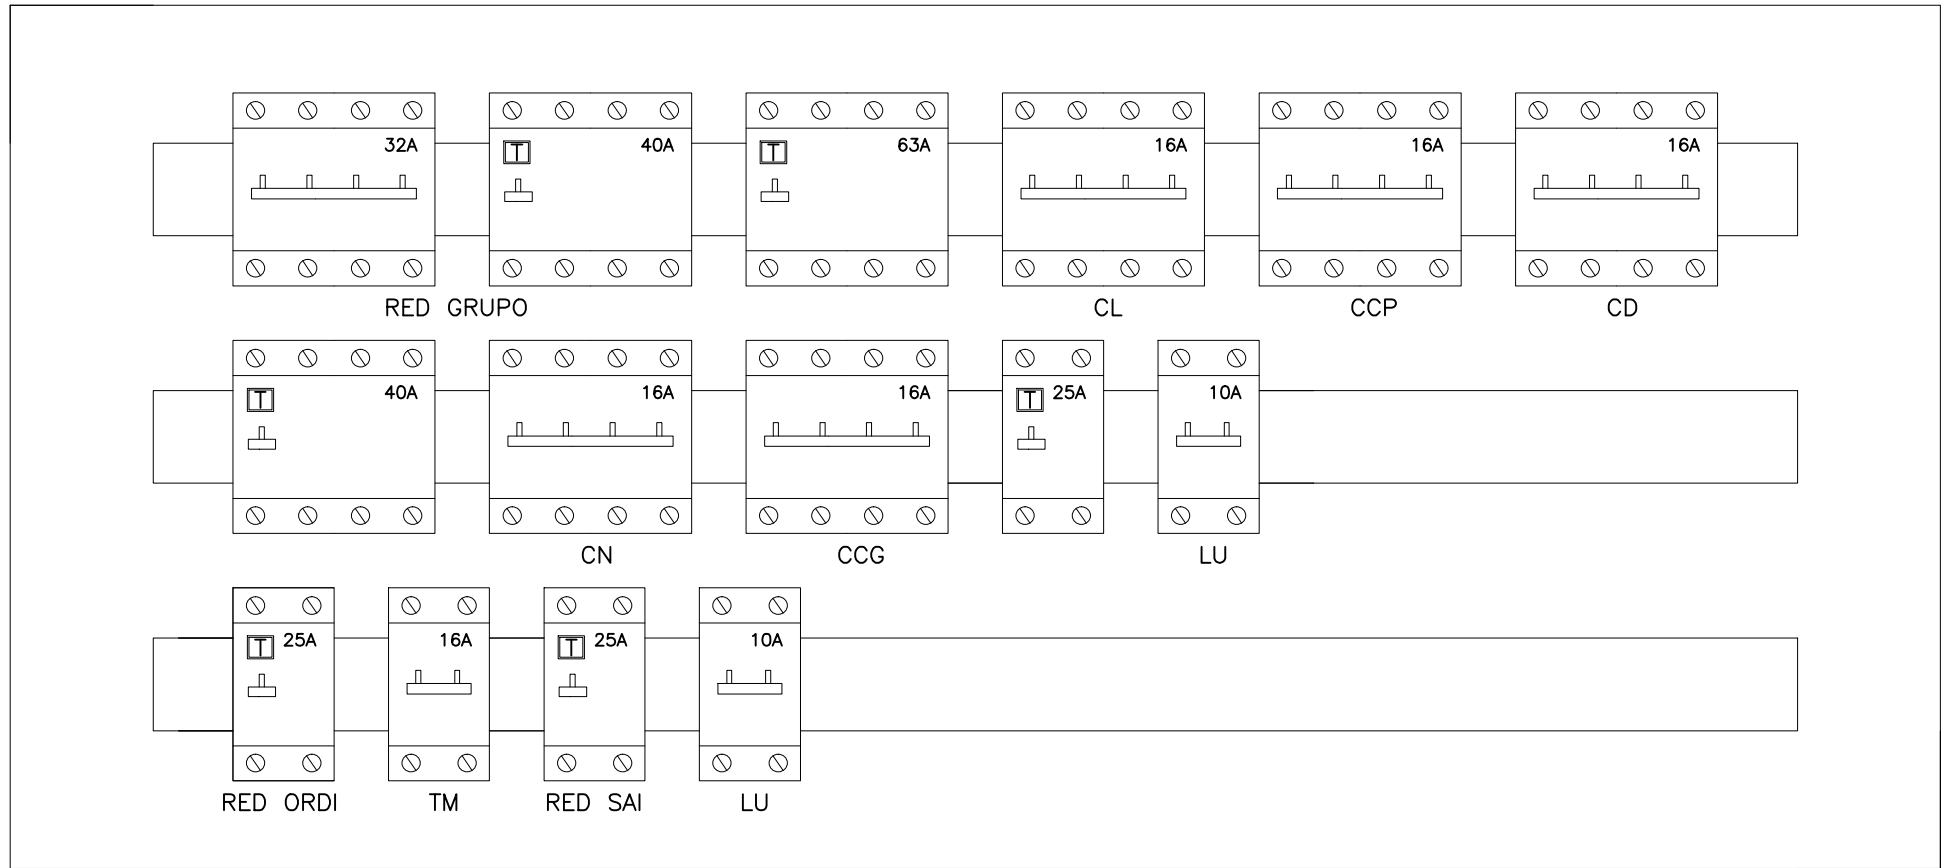 32A T 40A T 63A 16A 16A 16A
RED GRUPO CL CCP CD
T 40A 16A 16A T 25A 10A
CN CCG LU
T 25A 16A T 25A 10A
RED ORDI TM RED SAI LU